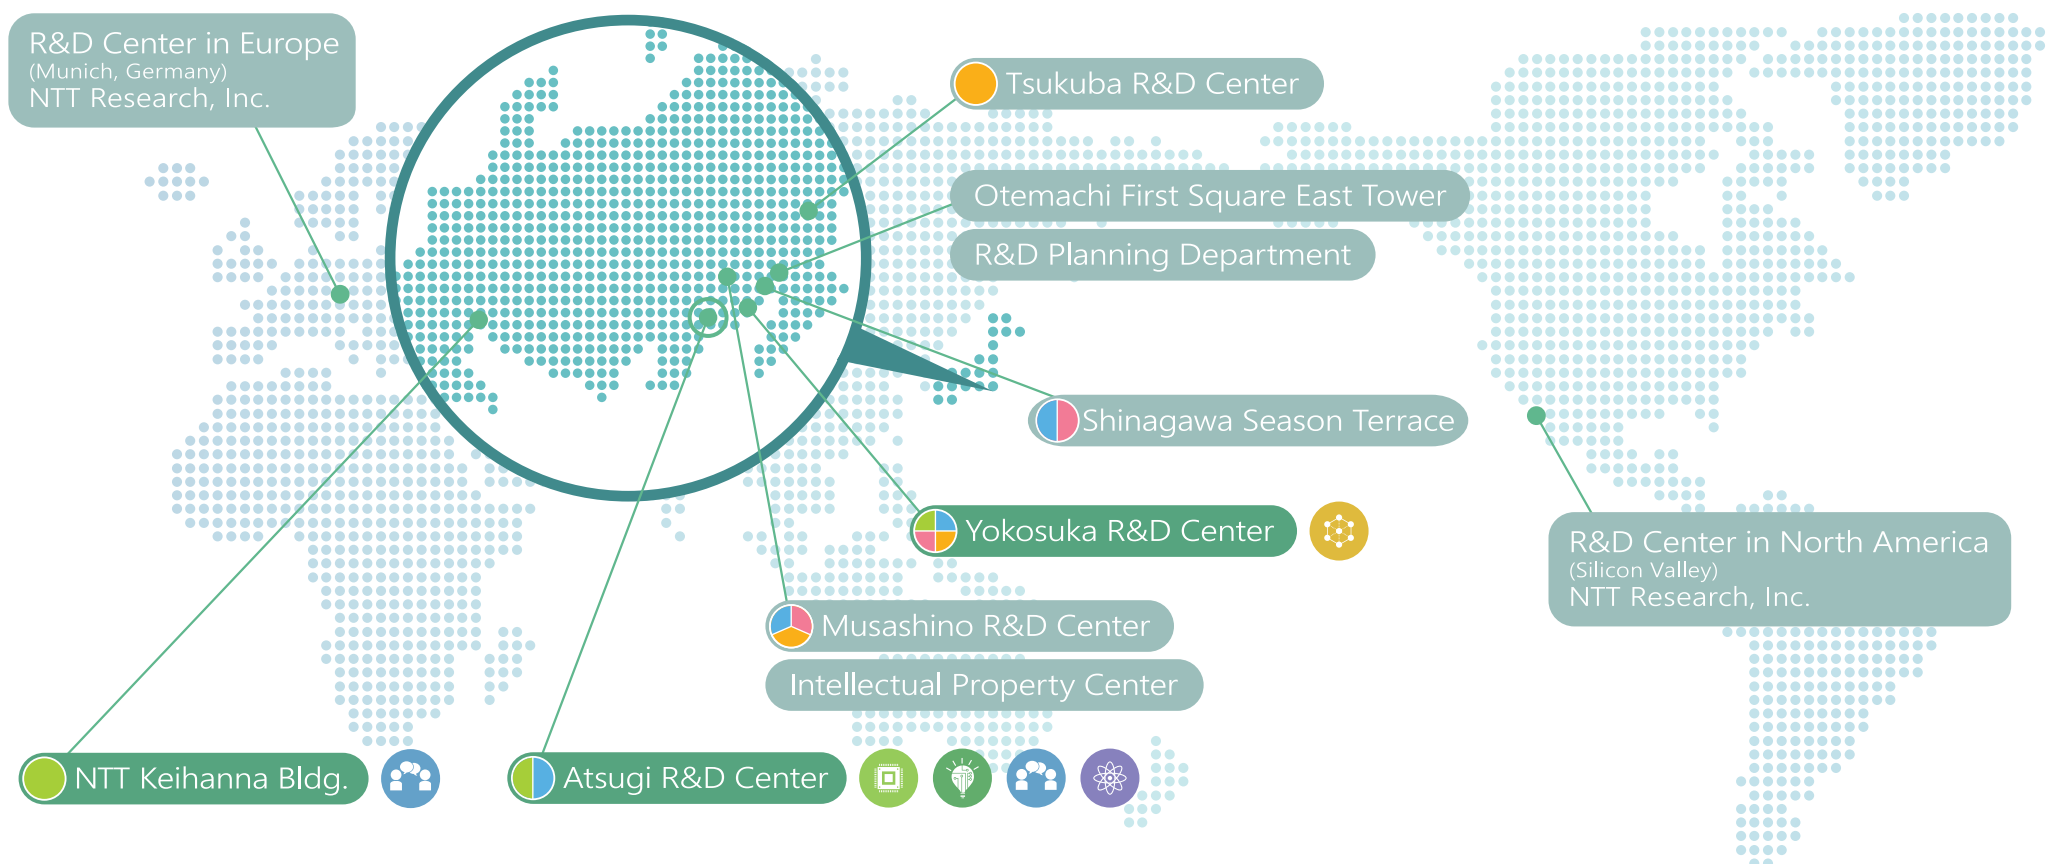 R&D Center in Europe
(Munich, Germany)
NTT Research, Inc.
Tsukuba R&D Center
Otemachi First Square East Tower
R&D Planning Department
Shinagawa Season Terrace
Yokosuka R&D Center
R&D Center in North America
(Silicon Valley)
NTT Research, Inc.
Musashino R&D Center
Intellectual Property Center
NTT Keihanna Bldg.
Atsugi R&D Center